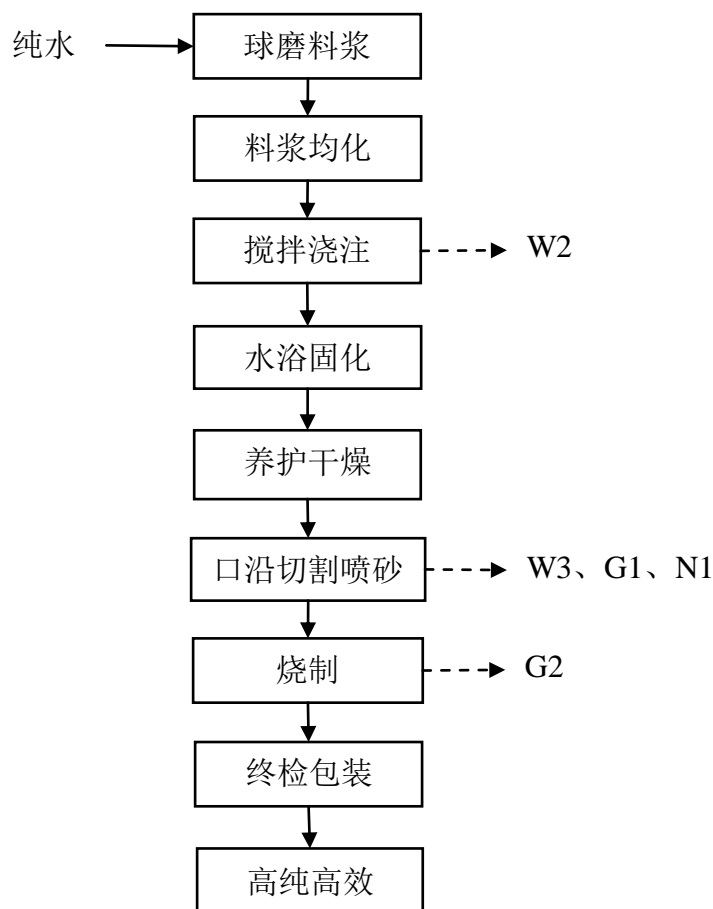 纯水
球磨料浆
料浆均化
搅拌浇注
W2
水浴固化
养护干燥
口沿切割喷砂
W3、G1、N1
烧制
G2
终检包装
高纯高效